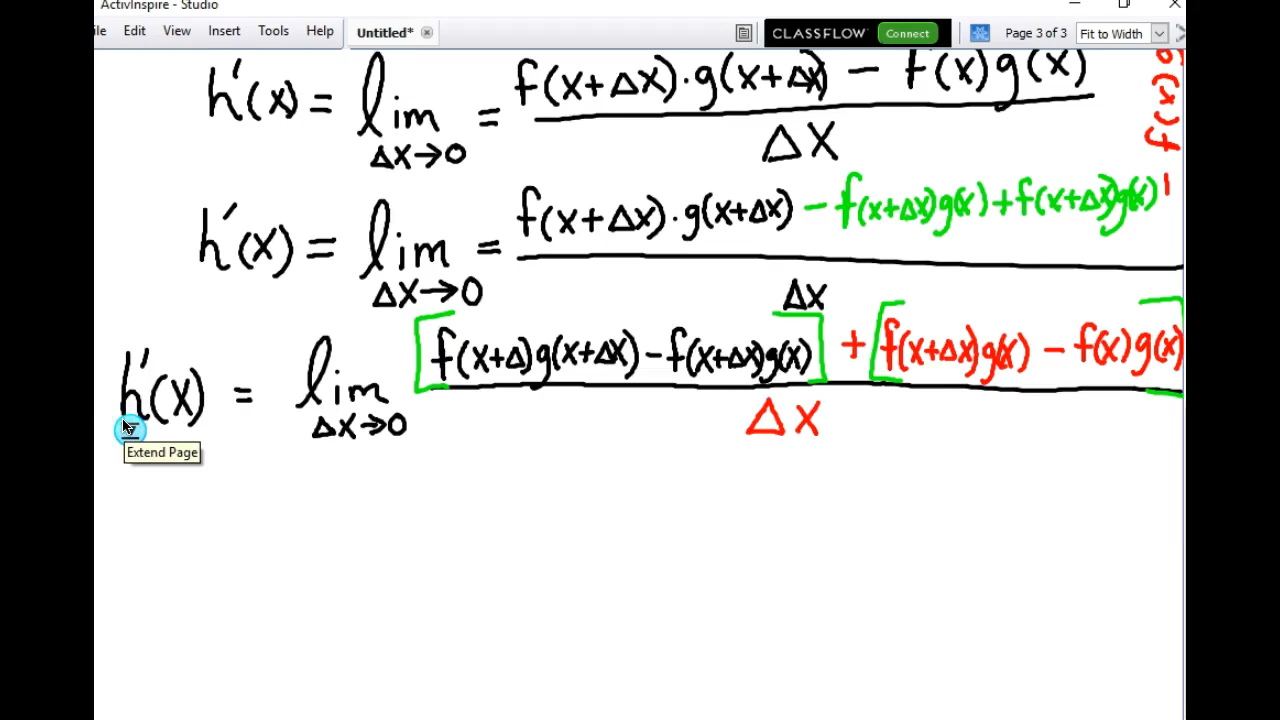 ActivInspire - Studio
ile Edit View Insert Tools Help Untitled* CLASSFLOW Connect Page 3 of 3 Fit to Width
h'(x) = lim = f(x+Δx)·g(x+Δx) - f(x)g(x)
Δx→0 Δx
f(x)g
h'(x) = lim = f(x+Δx)·g(x+Δx) - f(x+Δx)g(x) + f(x+Δx)g(x)
Δx→0 Δx
h'(x) = lim [f(x+Δ)g(x+Δx) - f(x+Δx)g(x)] + [f(x+Δx)g(x) - f(x)g(x)]
Δx→0 Δx
Extend Page